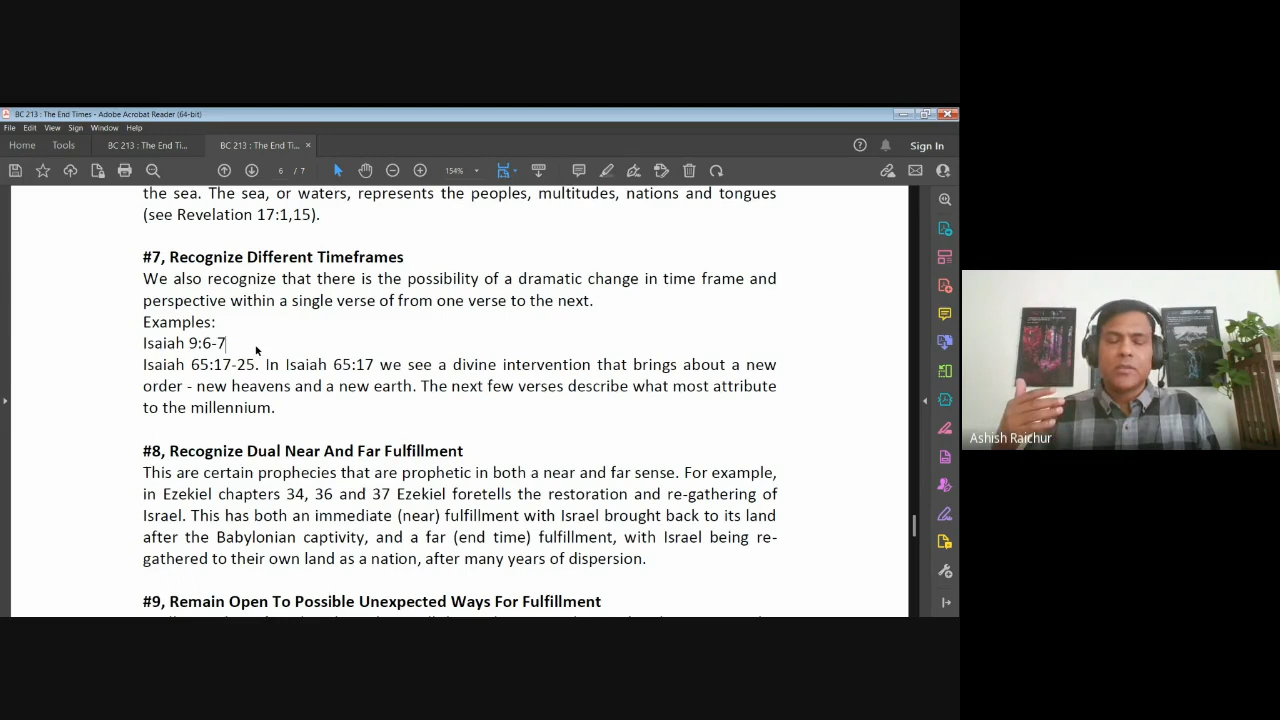 BC 213 : The End Times - Adobe Acrobat Reader (64-bit)
File Edit View Sign Window Help
Home Tools BC 213 : The End Ti... BC 213 : The End Ti... ×
Sign In
6 / 7
154%
the sea. The sea, or waters, represents the peoples, multitudes, nations and tongues
(see Revelation 17:1,15).
#7, Recognize Different Timeframes
We also recognize that there is the possibility of a dramatic change in time frame and
perspective within a single verse of from one verse to the next.
Examples:
Isaiah 9:6-7
Isaiah 65:17-25. In Isaiah 65:17 we see a divine intervention that brings about a new
order - new heavens and a new earth. The next few verses describe what most attribute
to the millennium.
#8, Recognize Dual Near And Far Fulfillment
This are certain prophecies that are prophetic in both a near and far sense. For example,
in Ezekiel chapters 34, 36 and 37 Ezekiel foretells the restoration and re-gathering of
Israel. This has both an immediate (near) fulfillment with Israel brought back to its land
after the Babylonian captivity, and a far (end time) fulfillment, with Israel being re-
gathered to their own land as a nation, after many years of dispersion.
#9, Remain Open To Possible Unexpected Ways For Fulfillment
Ashish Raichur